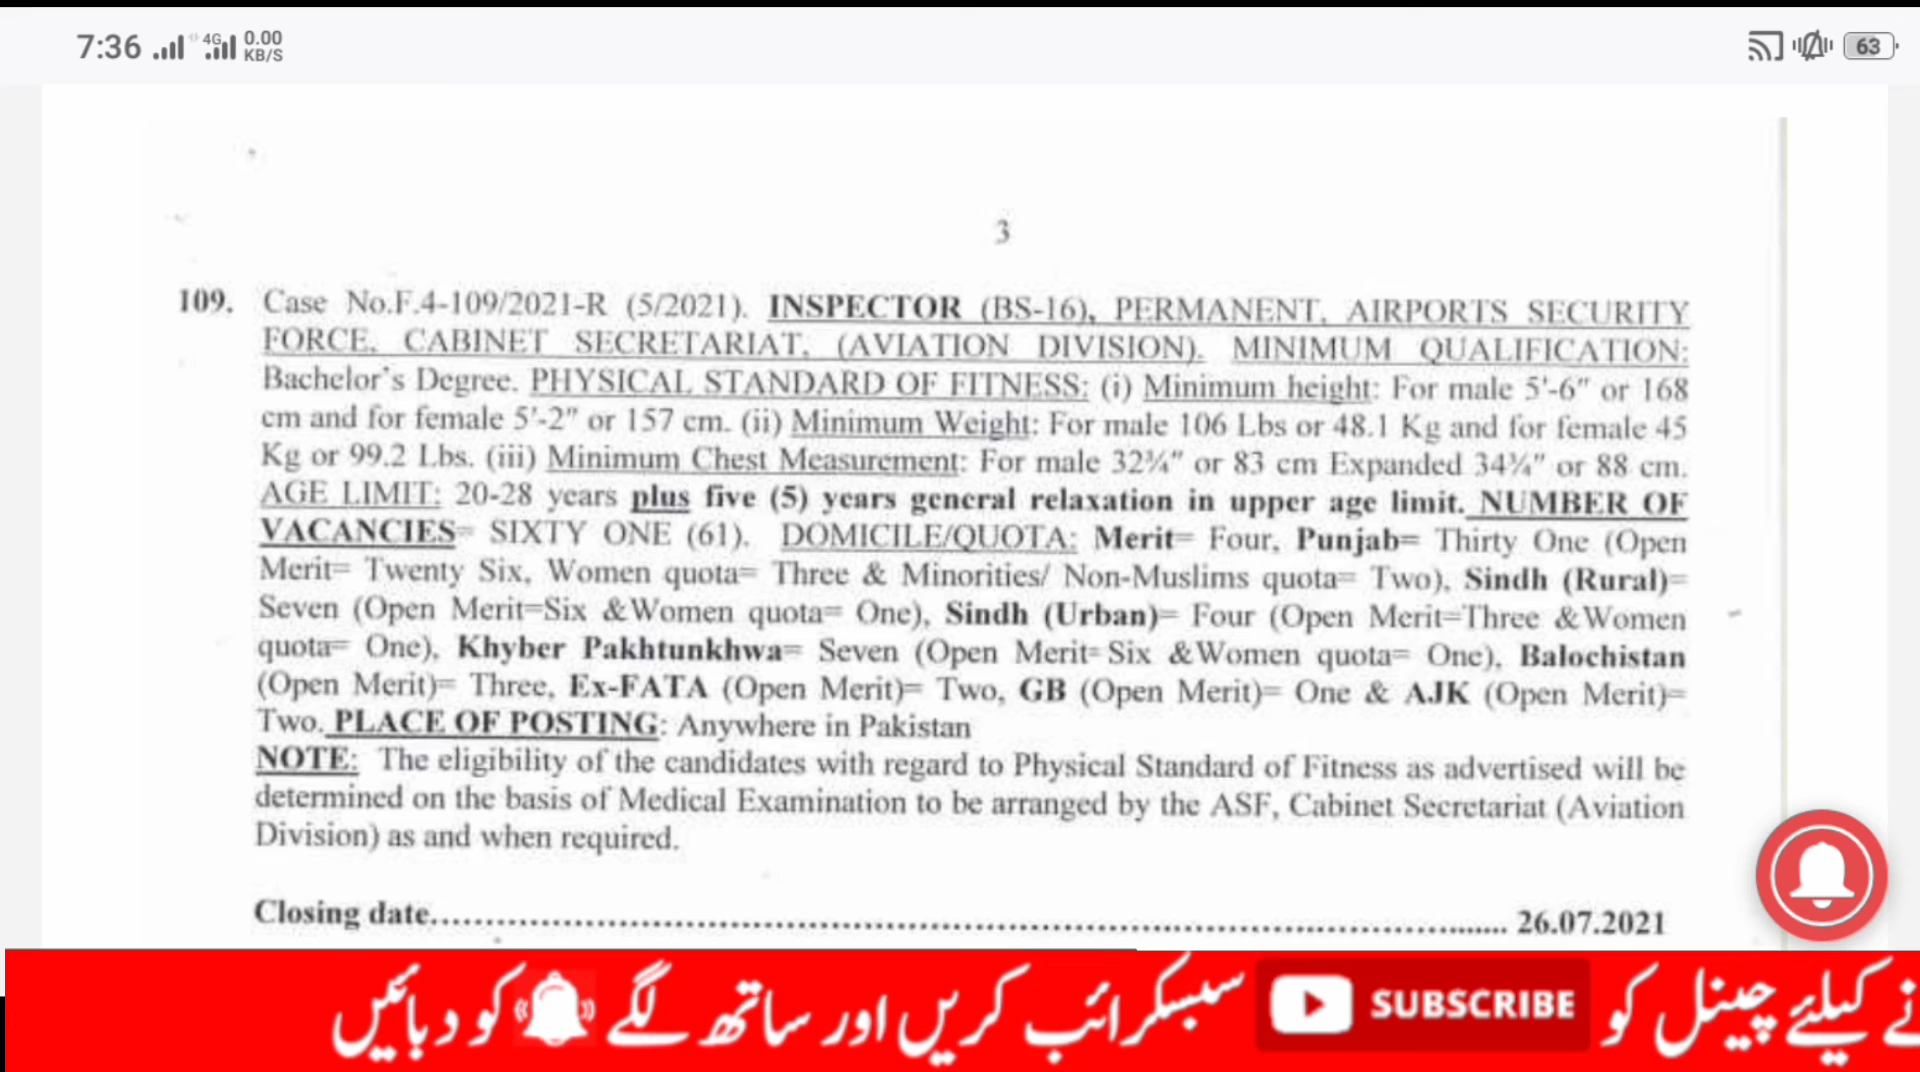 7:36 4G 0.00 KB/S 63
3
109. Case No.F.4-109/2021-R (5/2021). INSPECTOR (BS-16), PERMANENT, AIRPORTS SECURITY
FORCE, CABINET SECRETARIAT, (AVIATION DIVISION). MINIMUM QUALIFICATION:
Bachelor's Degree. PHYSICAL STANDARD OF FITNESS: (i) Minimum height: For male 5'-6" or 168
cm and for female 5'-2" or 157 cm. (ii) Minimum Weight: For male 106 Lbs or 48.1 Kg and for female 45
Kg or 99.2 Lbs. (iii) Minimum Chest Measurement: For male 32¾" or 83 cm Expanded 34¾" or 88 cm.
AGE LIMIT: 20-28 years plus five (5) years general relaxation in upper age limit. NUMBER OF
VACANCIES= SIXTY ONE (61). DOMICILE/QUOTA: Merit= Four, Punjab= Thirty One (Open
Merit= Twenty Six, Women quota= Three & Minorities/ Non-Muslims quota= Two), Sindh (Rural)=
Seven (Open Merit=Six &Women quota= One), Sindh (Urban)= Four (Open Merit=Three &Women
quota= One), Khyber Pakhtunkhwa= Seven (Open Merit= Six &Women quota= One), Balochistan
(Open Merit)= Three, Ex-FATA (Open Merit)= Two, GB (Open Merit)= One & AJK (Open Merit)=
Two. PLACE OF POSTING: Anywhere in Pakistan
NOTE: The eligibility of the candidates with regard to Physical Standard of Fitness as advertised will be
determined on the basis of Medical Examination to be arranged by the ASF, Cabinet Secretariat (Aviation
Division) as and when required.
Closing date................................................................ 26.07.2021
نے کیلئے چینل کو SUBSCRIBE سبسکرائب کریں اور ساتھ لگے کو دبائیں